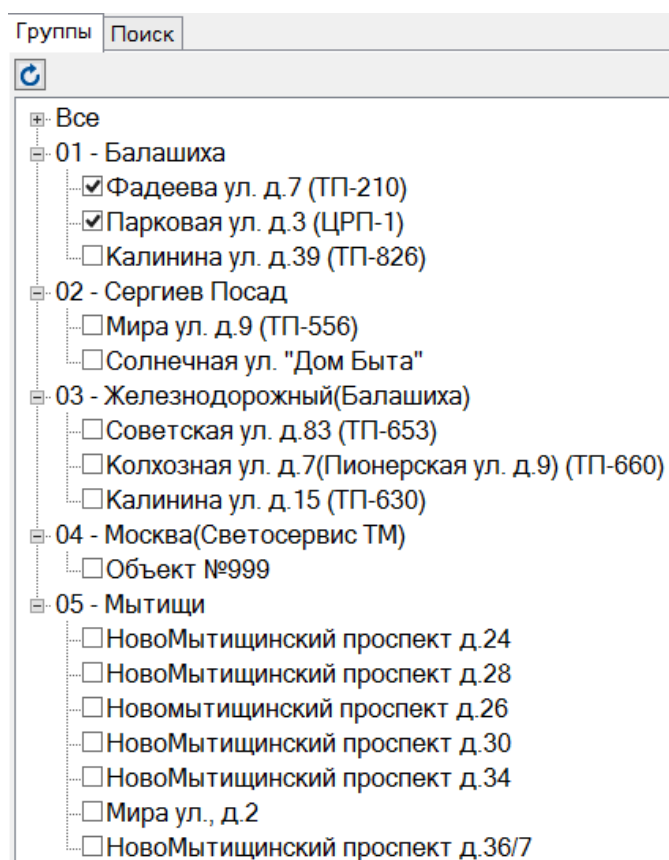 Группы Поиск
Все
01 - Балашиха
Фадеева ул. д.7 (ТП-210)
Парковая ул. д.3 (ЦРП-1)
Калинина ул. д.39 (ТП-826)
02 - Сергиев Посад
Мира ул. д.9 (ТП-556)
Солнечная ул. "Дом Быта"
03 - Железнодорожный(Балашиха)
Советская ул. д.83 (ТП-653)
Колхозная ул. д.7(Пионерская ул. д.9) (ТП-660)
Калинина ул. д.15 (ТП-630)
04 - Москва(Светосервис ТМ)
Объект №999
05 - Мытищи
НовоМытищинский проспект д.24
НовоМытищинский проспект д.28
Новомытищинский проспект д.26
НовоМытищинский проспект д.30
НовоМытищинский проспект д.34
Мира ул., д.2
НовоМытищинский проспект д.36/7